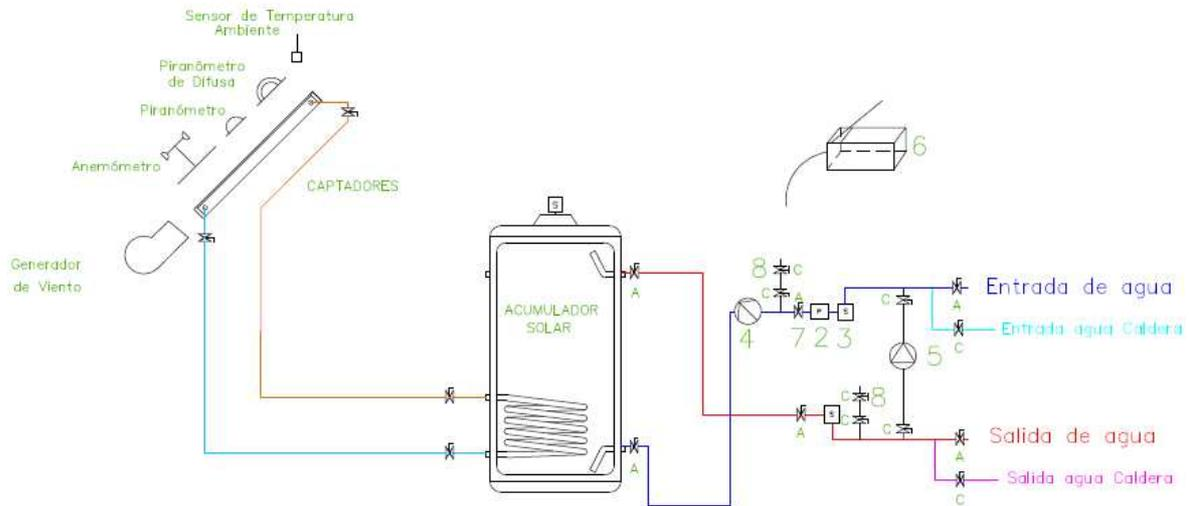 Sensor de Temperatura
Ambiente
Piranômetro
de Difusa
Piranômetro
Anemômetro
CAPTADORES
Generador
de Viento
S
ACUMULADOR
SOLAR
A
A
6
8
C
C
A
7
P
2
S
3
4
C
5
A
Entrada de agua
C
Entrada agua Caldera
A
S
C
C
8
C
A
Salida de agua
C
Salida agua Caldera